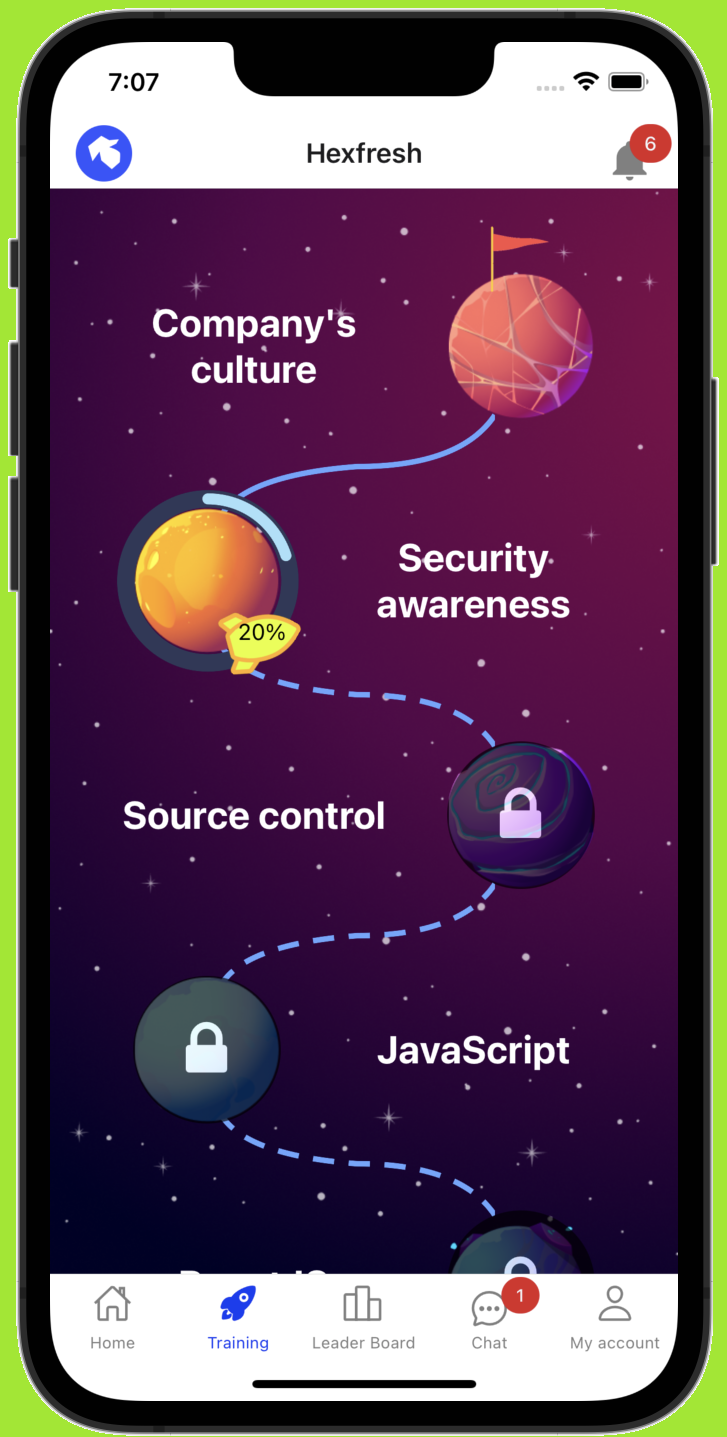 7:07
Hexfresh
6
Company's
culture
Security
awareness
20%
Source control
JavaScript
Home
Training
Leader Board
1
Chat
My account